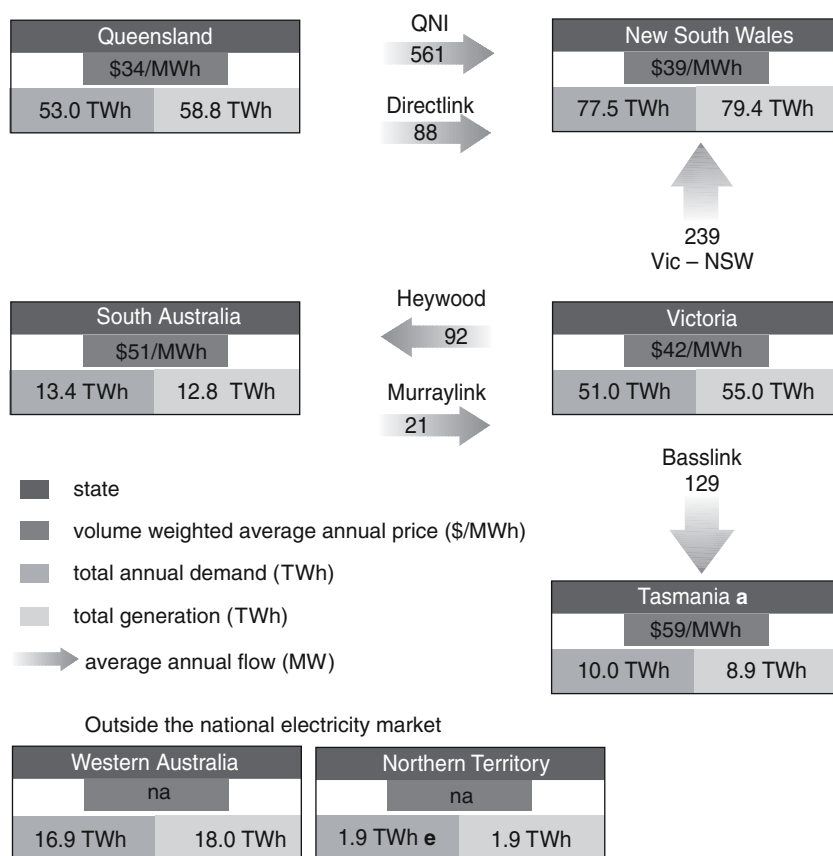 Queensland
$34/MWh
53.0 TWh 58.8 TWh
QNI
561
Directlink
88
New South Wales
$39/MWh
77.5 TWh 79.4 TWh
239
Vic – NSW
South Australia
$51/MWh
13.4 TWh 12.8 TWh
Heywood
92
Murraylink
21
Victoria
$42/MWh
51.0 TWh 55.0 TWh
Basslink
129
state
volume weighted average annual price ($/MWh)
total annual demand (TWh)
total generation (TWh)
average annual flow (MW)
Tasmania a
$59/MWh
10.0 TWh 8.9 TWh
Outside the national electricity market
Western Australia
na
16.9 TWh 18.0 TWh
Northern Territory
na
1.9 TWh e 1.9 TWh